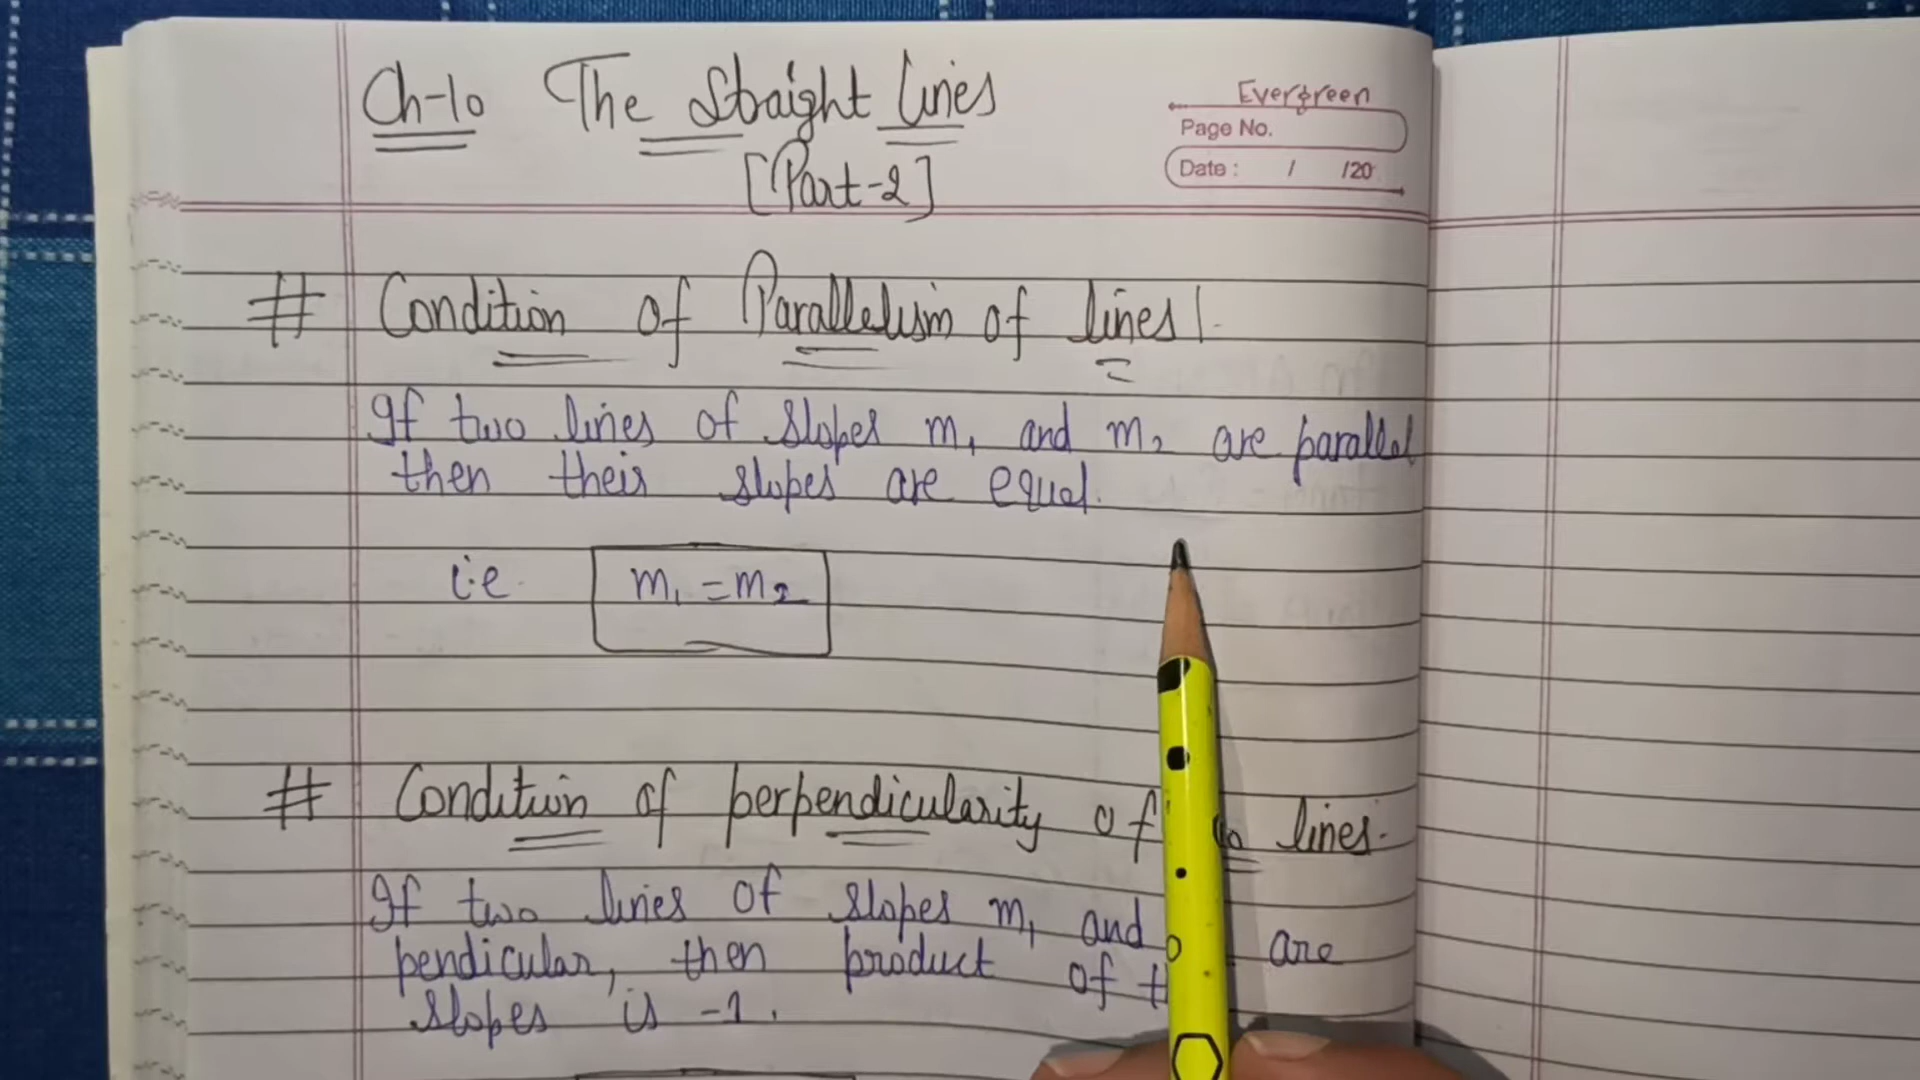 Ch-10 The Straight Lines
[Part-2]
Evergreen
Page No.
Date : / /20
# Condition of Parallelism of lines!
If two lines of slopes m₁ and m₂ are parallel
then their slopes are equal.
i.e. m₁ = m₂
# Condition of perpendicularity of lines.
If two lines of slopes m₁ and are
pendicular, then product of
slopes is -1.